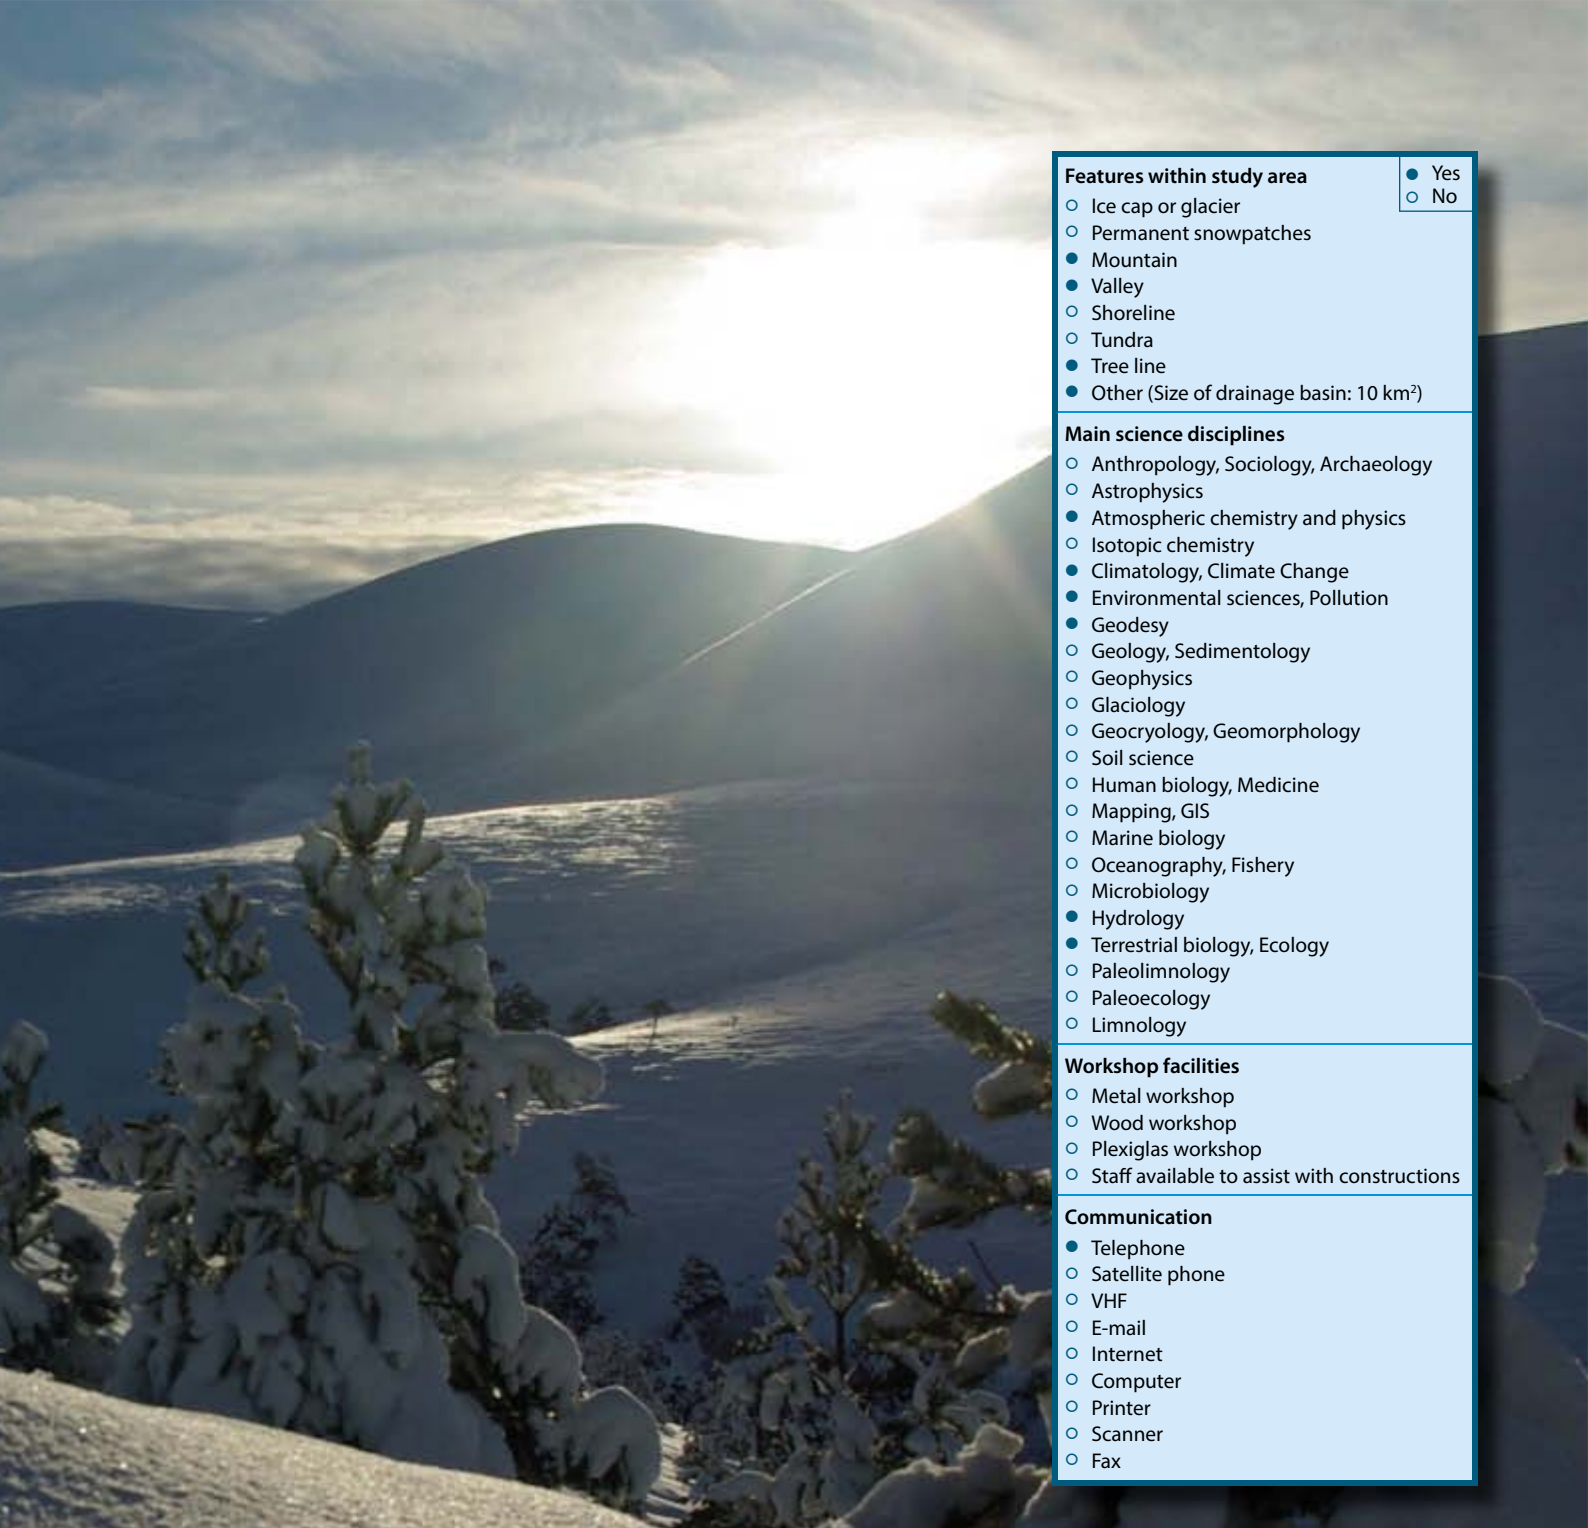 Features within study area
● Yes
○ No
○ Ice cap or glacier
○ Permanent snowpatches
● Mountain
● Valley
○ Shoreline
○ Tundra
● Tree line
● Other (Size of drainage basin: 10 km²)
Main science disciplines
○ Anthropology, Sociology, Archaeology
○ Astrophysics
● Atmospheric chemistry and physics
○ Isotopic chemistry
● Climatology, Climate Change
● Environmental sciences, Pollution
● Geodesy
○ Geology, Sedimentology
○ Geophysics
○ Glaciology
○ Geocryology, Geomorphology
○ Soil science
○ Human biology, Medicine
○ Mapping, GIS
○ Marine biology
○ Oceanography, Fishery
○ Microbiology
● Hydrology
● Terrestrial biology, Ecology
○ Paleolimnology
○ Paleoecology
○ Limnology
Workshop facilities
○ Metal workshop
○ Wood workshop
○ Plexiglas workshop
○ Staff available to assist with constructions
Communication
● Telephone
○ Satellite phone
○ VHF
○ E-mail
○ Internet
○ Computer
○ Printer
○ Scanner
○ Fax